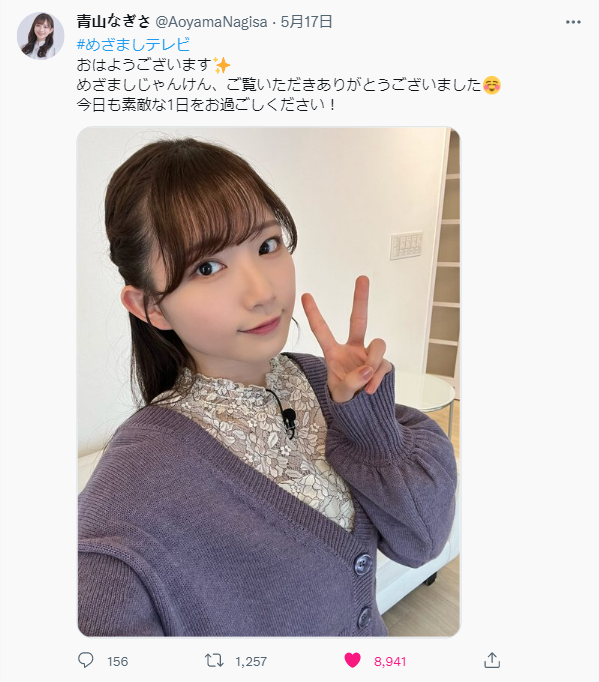 青山なぎさ @AoyamaNagisa · 5月17日
#めざましテレビ
おはようございます✨
めざましじゃんけん、ご覧いただきありがとうございました☺️
今日も素敵な1日をお過ごしください！
156 1,257 8,941